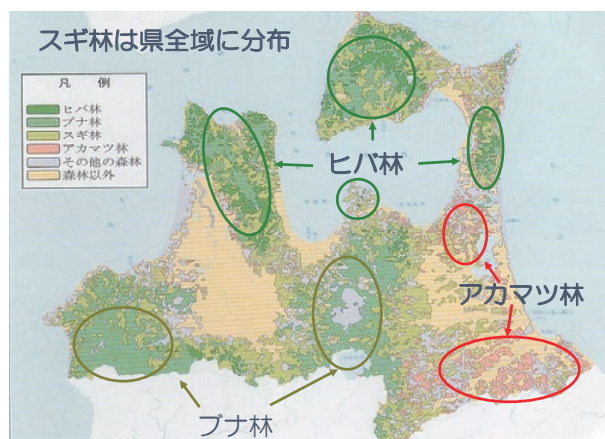 スギ林は県全域に分布
凡 例
ヒバ林
ブナ林
スギ林
アカマツ林
その他の森林
森林以外
ヒバ林
アカマツ林
ブナ林